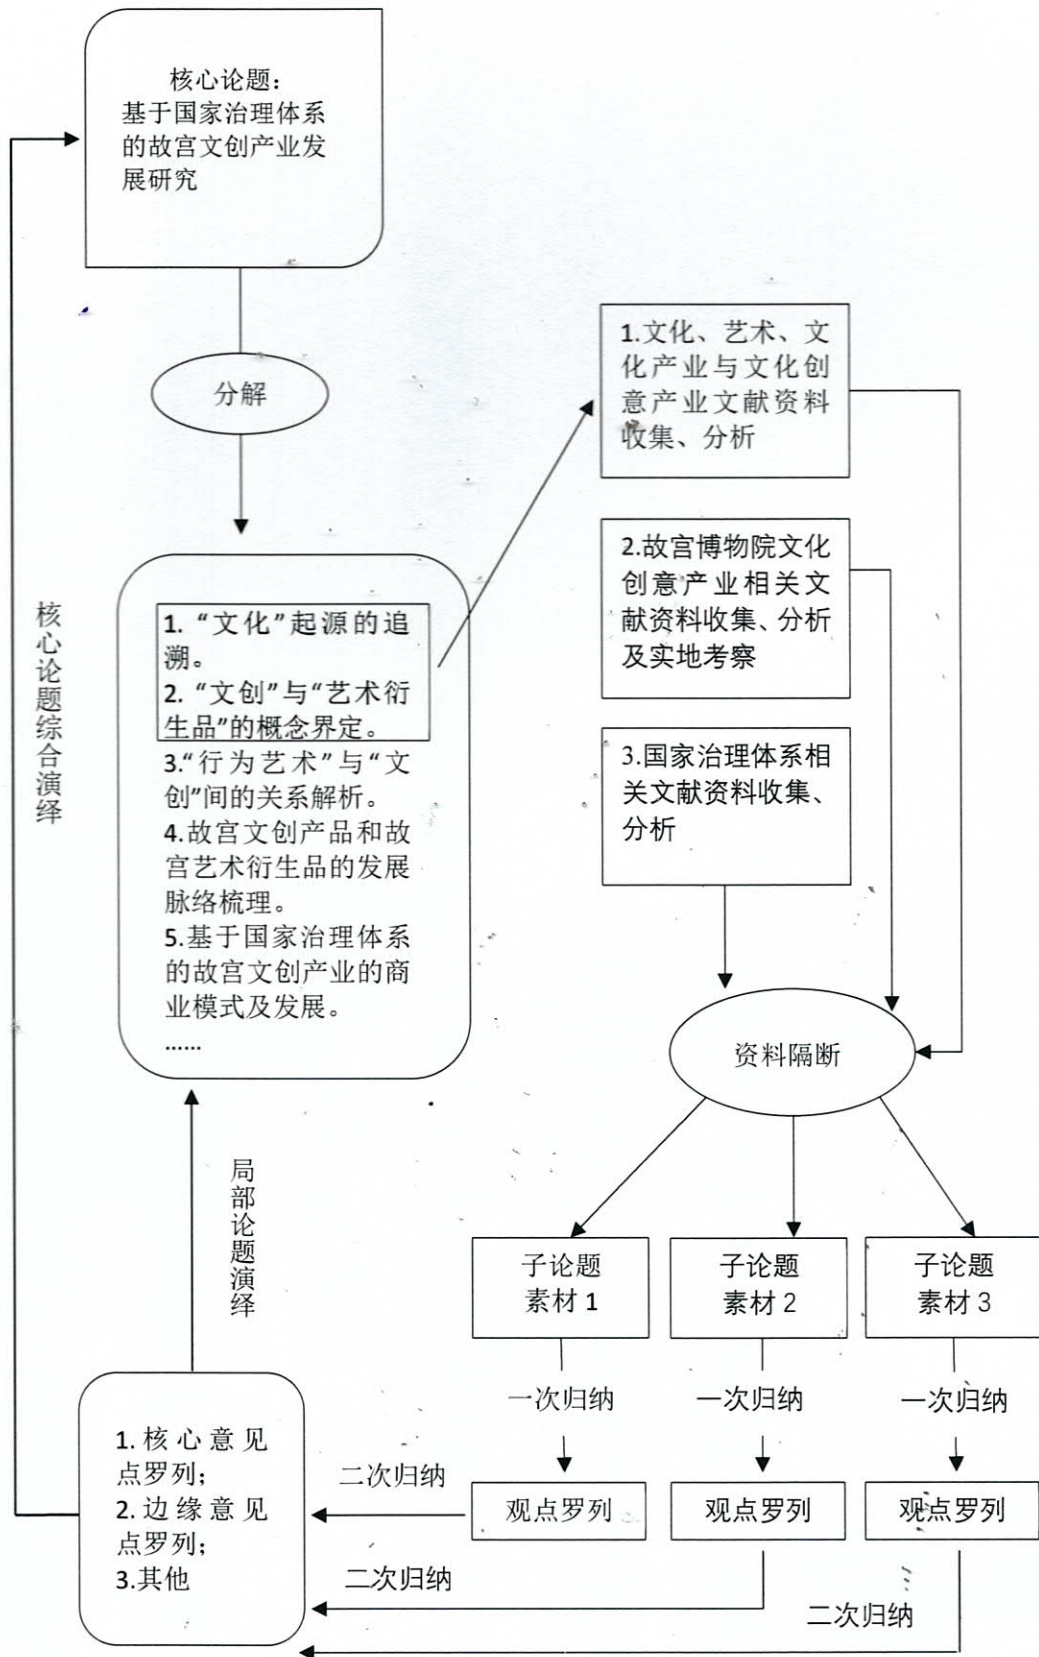 核心论题：
基于国家治理体系
的故宫文创产业发
展研究
分解
1. “文化”起源的追
溯。
2. “文创”与“艺术衍
生品”的概念界定。
3.“行为艺术”与“文
创”间的关系解析。
4.故宫文创产品和故
宫艺术衍生品的发展
脉络梳理。
5.基于国家治理体系
的故宫文创产业的商
业模式及发展。
……
1.文化、艺术、文
化产业与文化创
意产业文献资料
收集、分析
2.故宫博物院文化
创意产业相关文
献资料收集、分析
及实地考察
3.国家治理体系相
关文献资料收集、
分析
资料隔断
子论题
素材 1
子论题
素材 2
子论题
素材 3
一次归纳
一次归纳
一次归纳
观点罗列
观点罗列
观点罗列
二次归纳
二次归纳
二次归纳
1. 核心意见
点罗列；
2. 边缘意见
点罗列；
3.其他
局部论题演绎
核心论题综合演绎